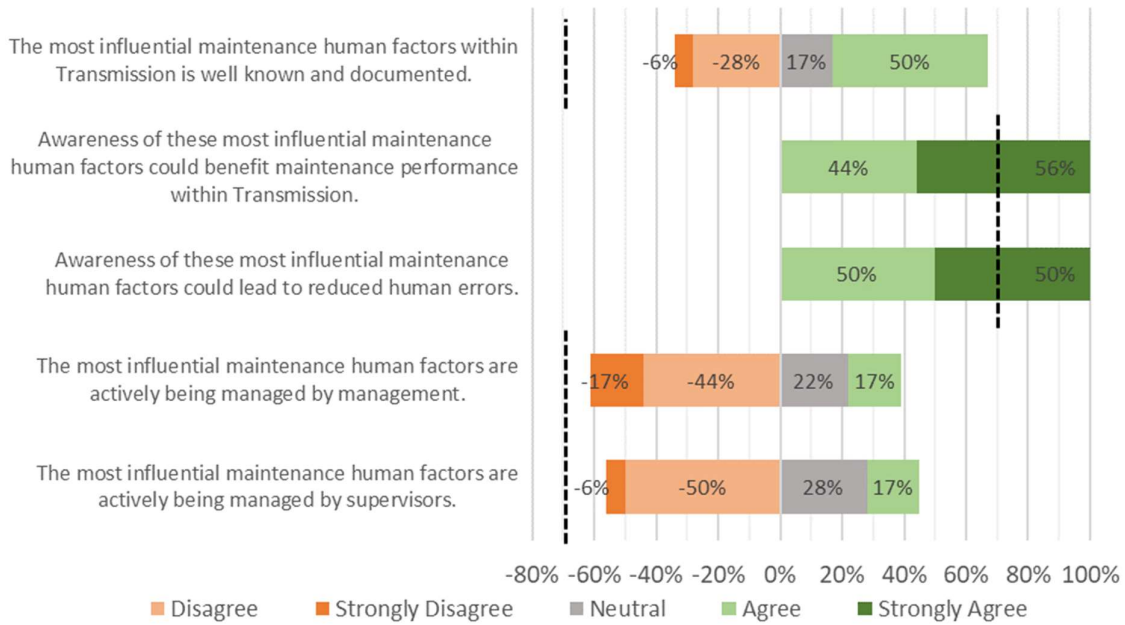 The most influential maintenance human factors within
Transmission is well known and documented.
-6% -28% 17% 50%
Awareness of these most influential maintenance
human factors could benefit maintenance performance
within Transmission.
44% 56%
Awareness of these most influential maintenance
human factors could lead to reduced human errors.
50% 50%
The most influential maintenance human factors are
actively being managed by management.
-17% -44% 22% 17%
The most influential maintenance human factors are
actively being managed by supervisors.
-6% -50% 28% 17%
-80% -60% -40% -20% 0% 20% 40% 60% 80% 100%
Disagree Strongly Disagree Neutral Agree Strongly Agree